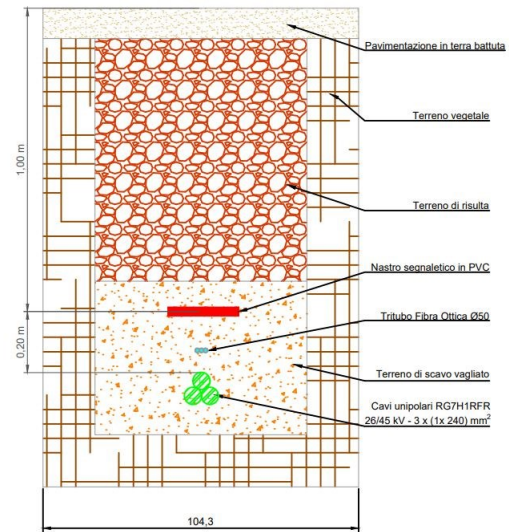 Pavimentazione in terra battuta
Terreno vegetale
1,00 m
Terreno di risulta
Nastro segnaletico in PVC
Tritubo Fibra Ottica Ø50
0,20 m
Terreno di scavo vagliato
Cavi unipolari RG7H1RFR
26/45 kV - 3 x (1x 240) mm²
104,3